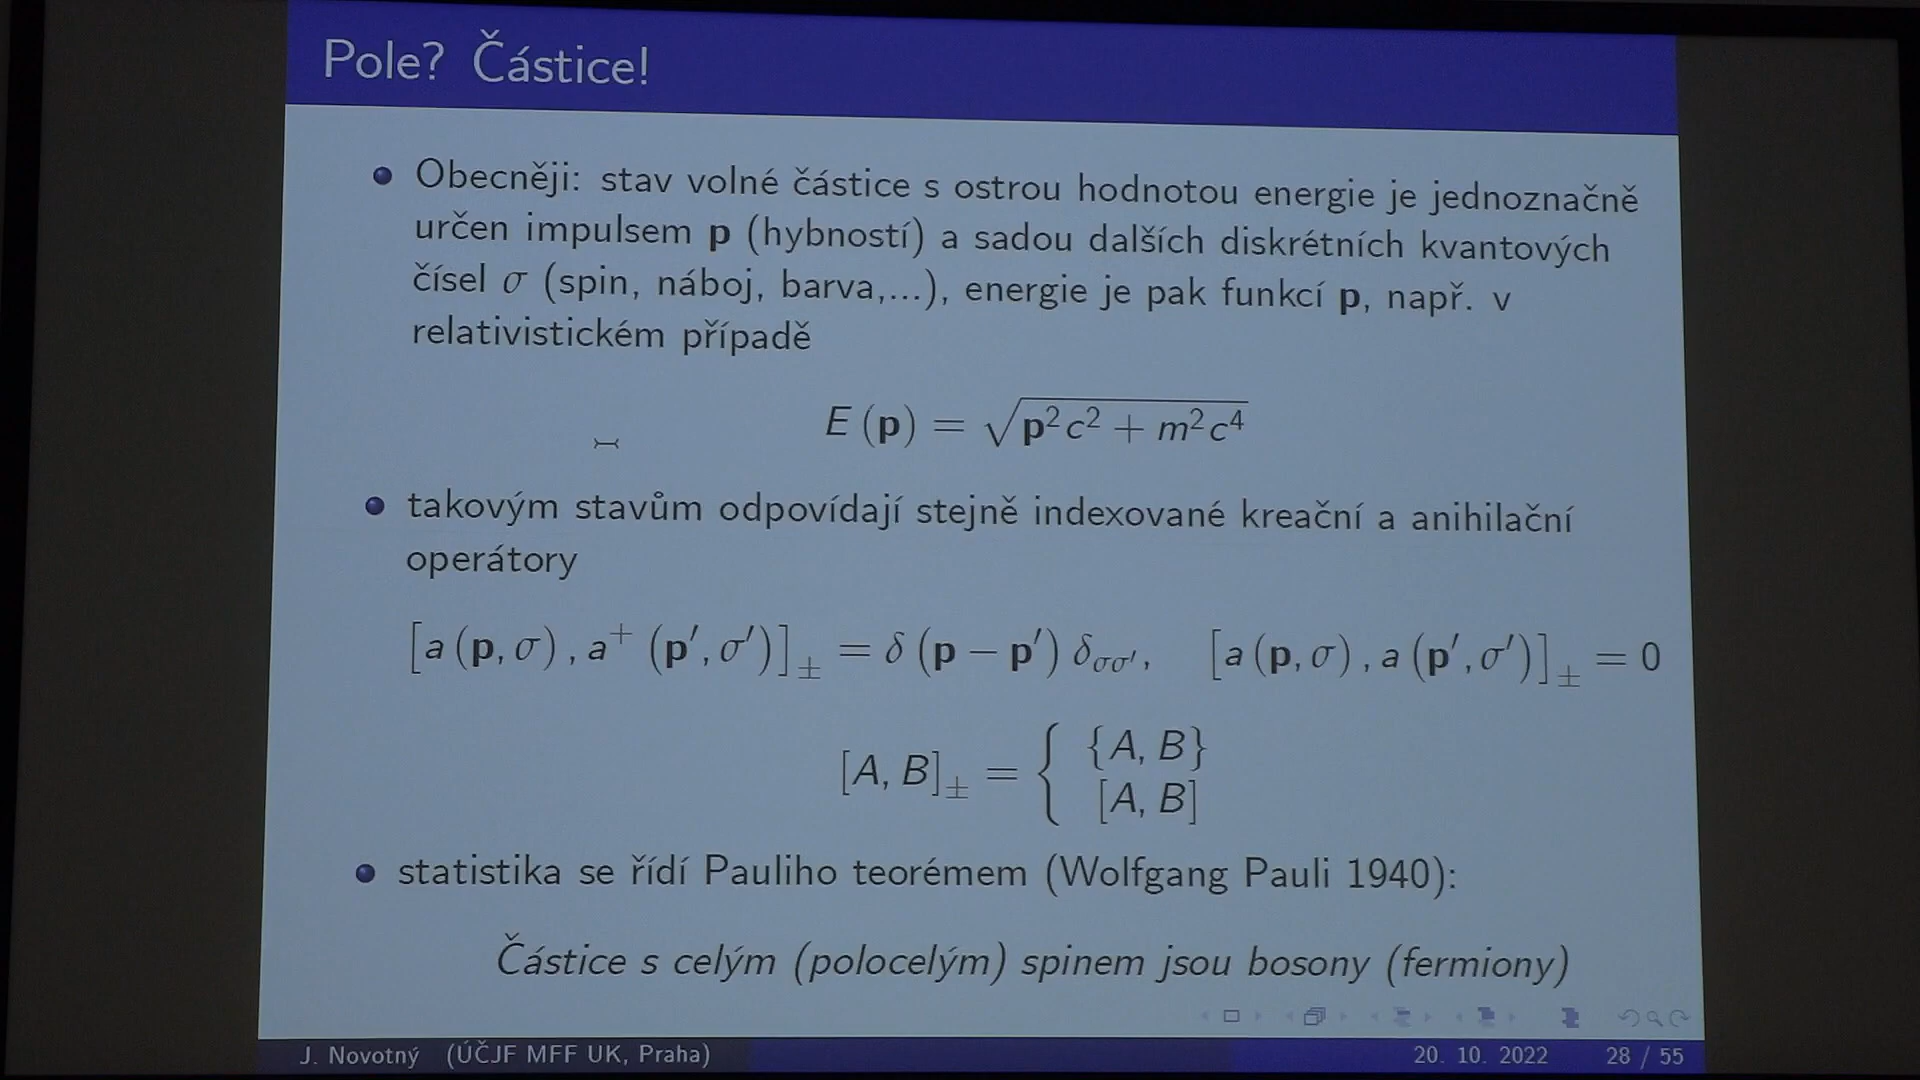 Pole? Částice!
Obecněji: stav volné částice s ostrou hodnotou energie je jednoznačně
určen impulsem p (hybností) a sadou dalších diskrétních kvantových
čísel σ (spin, náboj, barva,...), energie je pak funkcí p, např. v
relativistickém případě
E (p) = √(p²c² + m²c⁴)
takovým stavům odpovídají stejně indexované kreační a anihilační
operátory
[a (p, σ) , a⁺ (p′, σ′)]± = δ (p − p′) δσσ′, [a (p, σ) , a (p′, σ′)]± = 0
[A, B]± = { {A, B}
[A, B]
statistika se řídí Pauliho teorémem (Wolfgang Pauli 1940):
Částice s celým (polocelým) spinem jsou bosony (fermiony)
J. Novotný (ÚČJF MFF UK, Praha) 20. 10. 2022 28 / 55